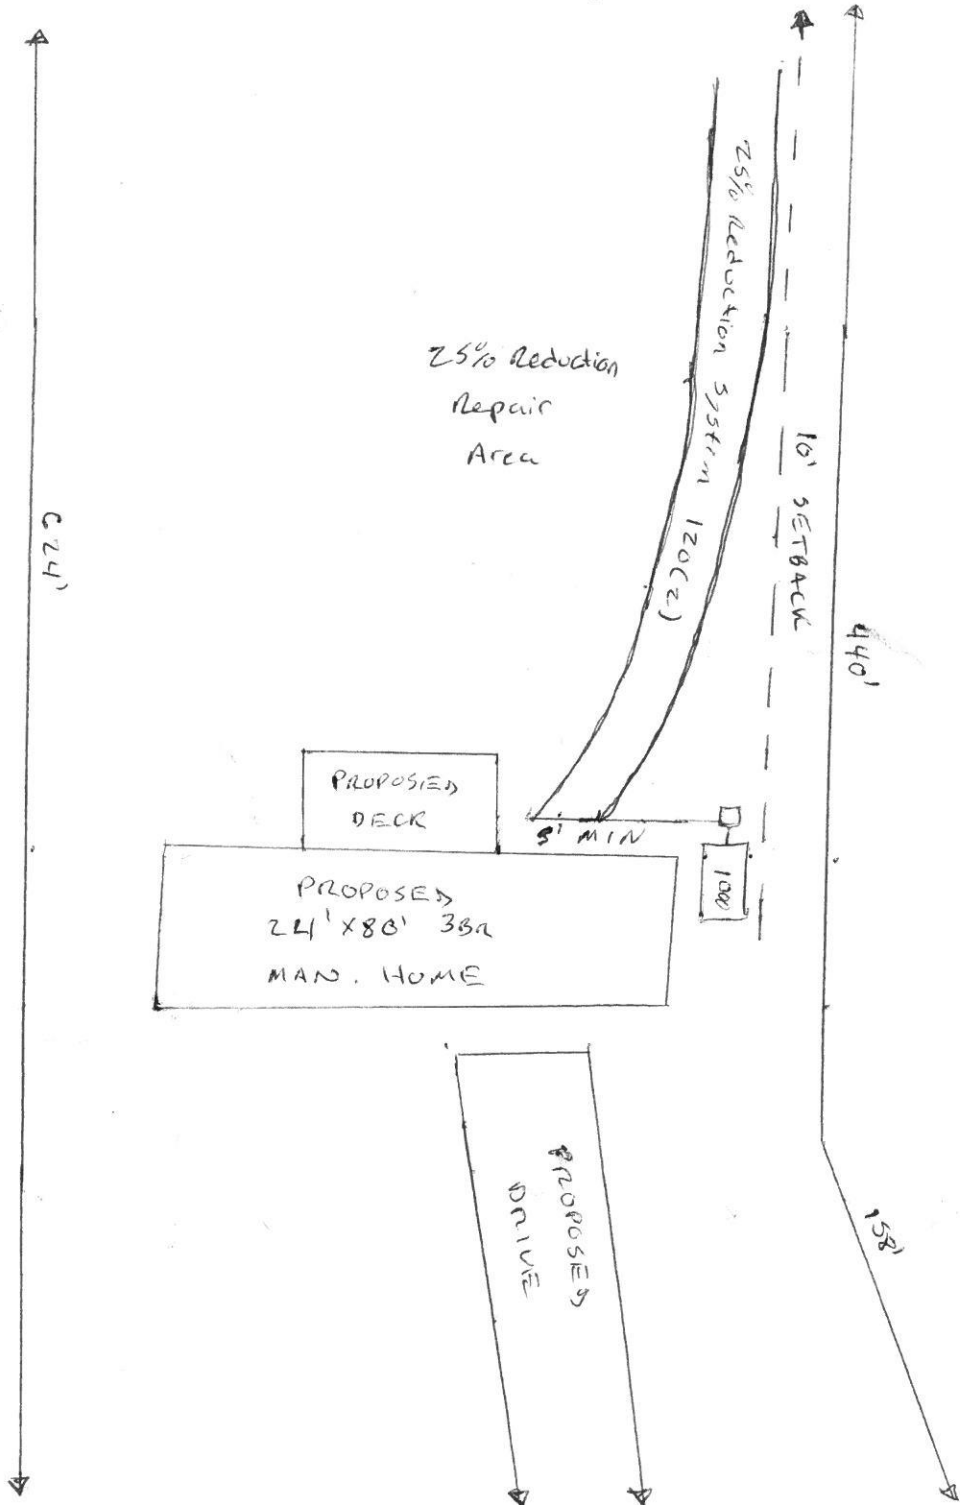 25% Reduction System 120(2)
10' SETBACK
25% Reduction
Repair
Area
624'
440'
PROPOSED
DECK
5' MIN
1000
PROPOSED
24'X80' 3BR
MAN. HOME
PROPOSED
DRIVE
158'